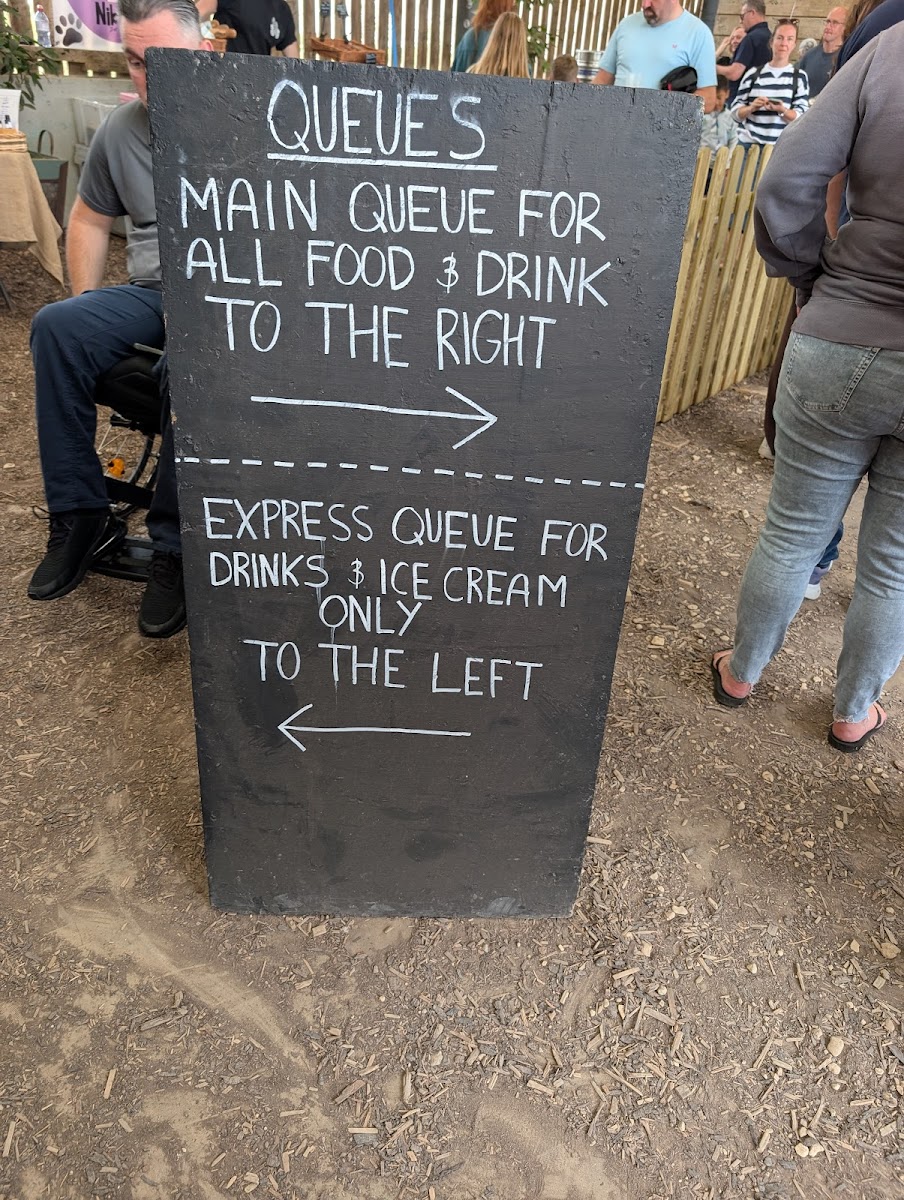 Nik
QUEUES
MAIN QUEUE FOR
ALL FOOD & DRINK
TO THE RIGHT
EXPRESS QUEUE FOR
DRINKS & ICE CREAM
ONLY
TO THE LEFT